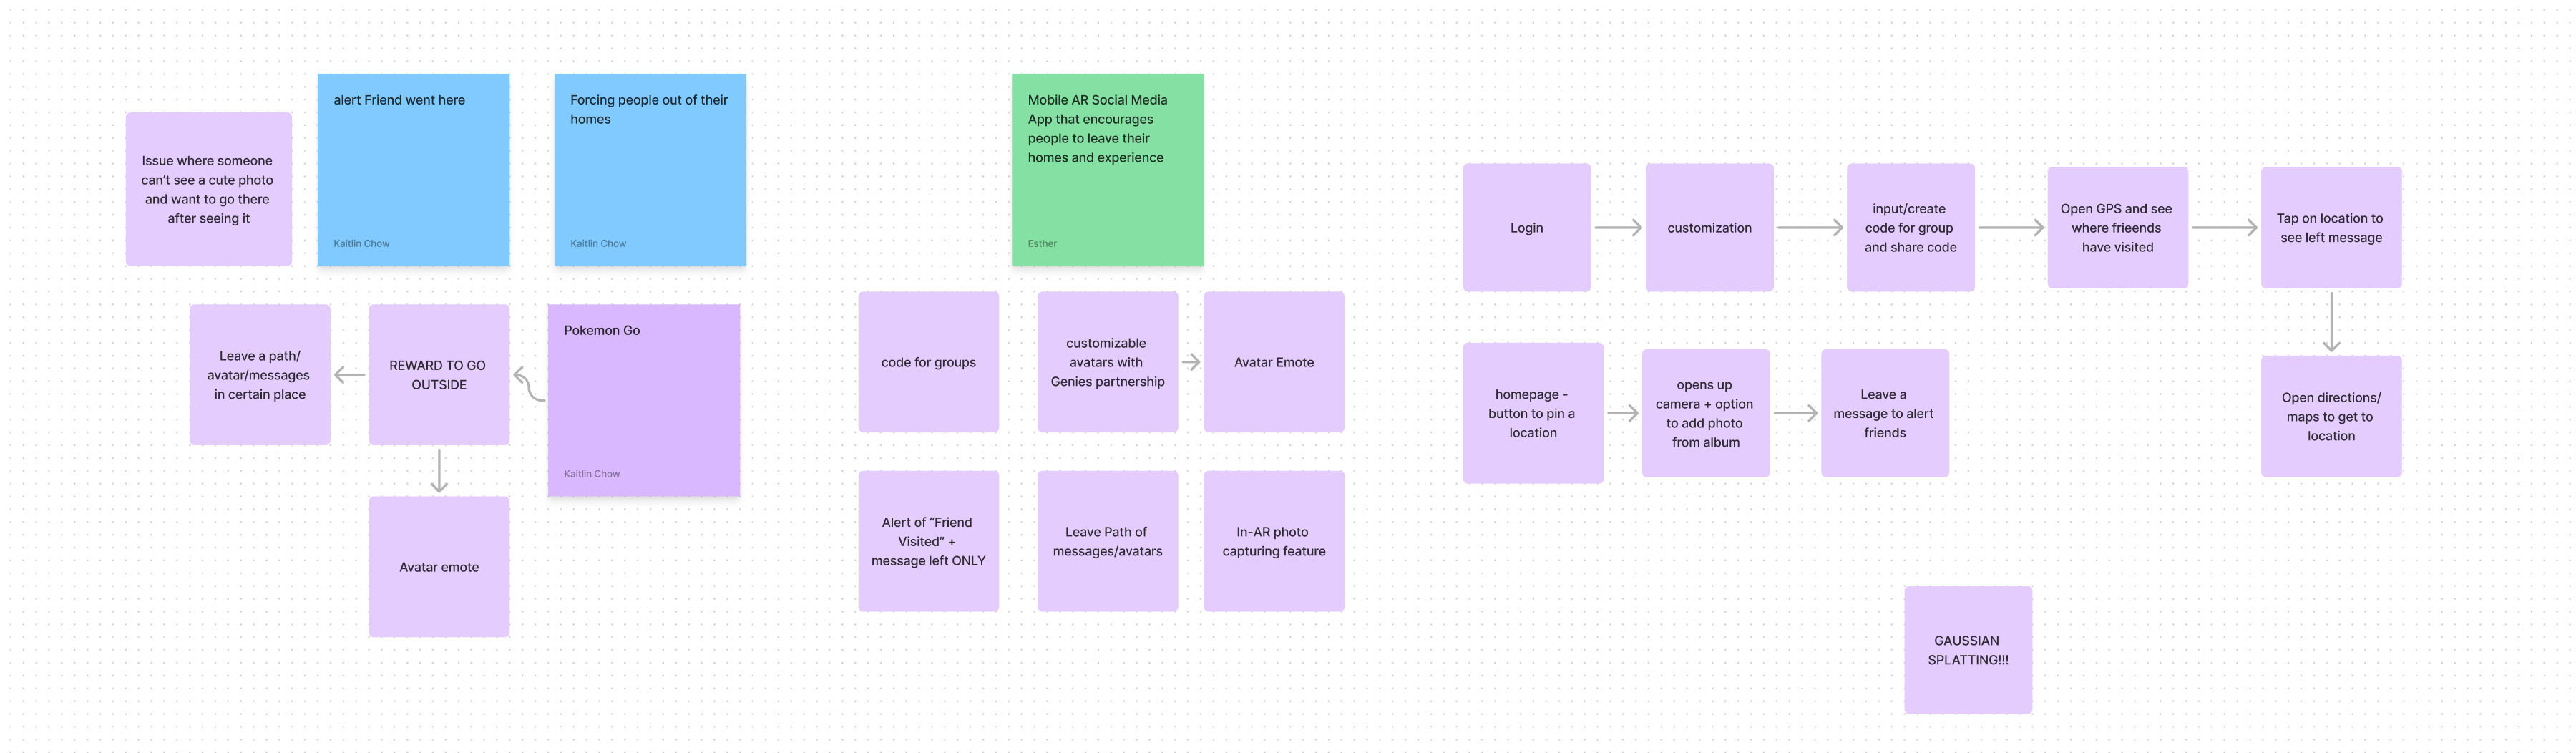 Issue where someone
can't see a cute photo
and want to go there
after seeing it
alert Friend went here
Kaitlin Chow
Forcing people out of their
homes
Kaitlin Chow
Leave a path/
avatar/messages
in certain place
REWARD TO GO
OUTSIDE
Pokemon Go
Kaitlin Chow
Avatar emote
Mobile AR Social Media
App that encourages
people to leave their
homes and experience
Esther
code for groups
customizable
avatars with
Genies partnership
Avatar Emote
Alert of “Friend
Visited” +
message left ONLY
Leave Path of
messages/avatars
In-AR photo
capturing feature
Login
customization
input/create
code for group
and share code
Open GPS and see
where frieends
have visited
Tap on location to
see left message
homepage -
button to pin a
location
opens up
camera + option
to add photo
from album
Leave a
message to alert
friends
Open directions/
maps to get to
location
GAUSSIAN
SPLATTING!!!